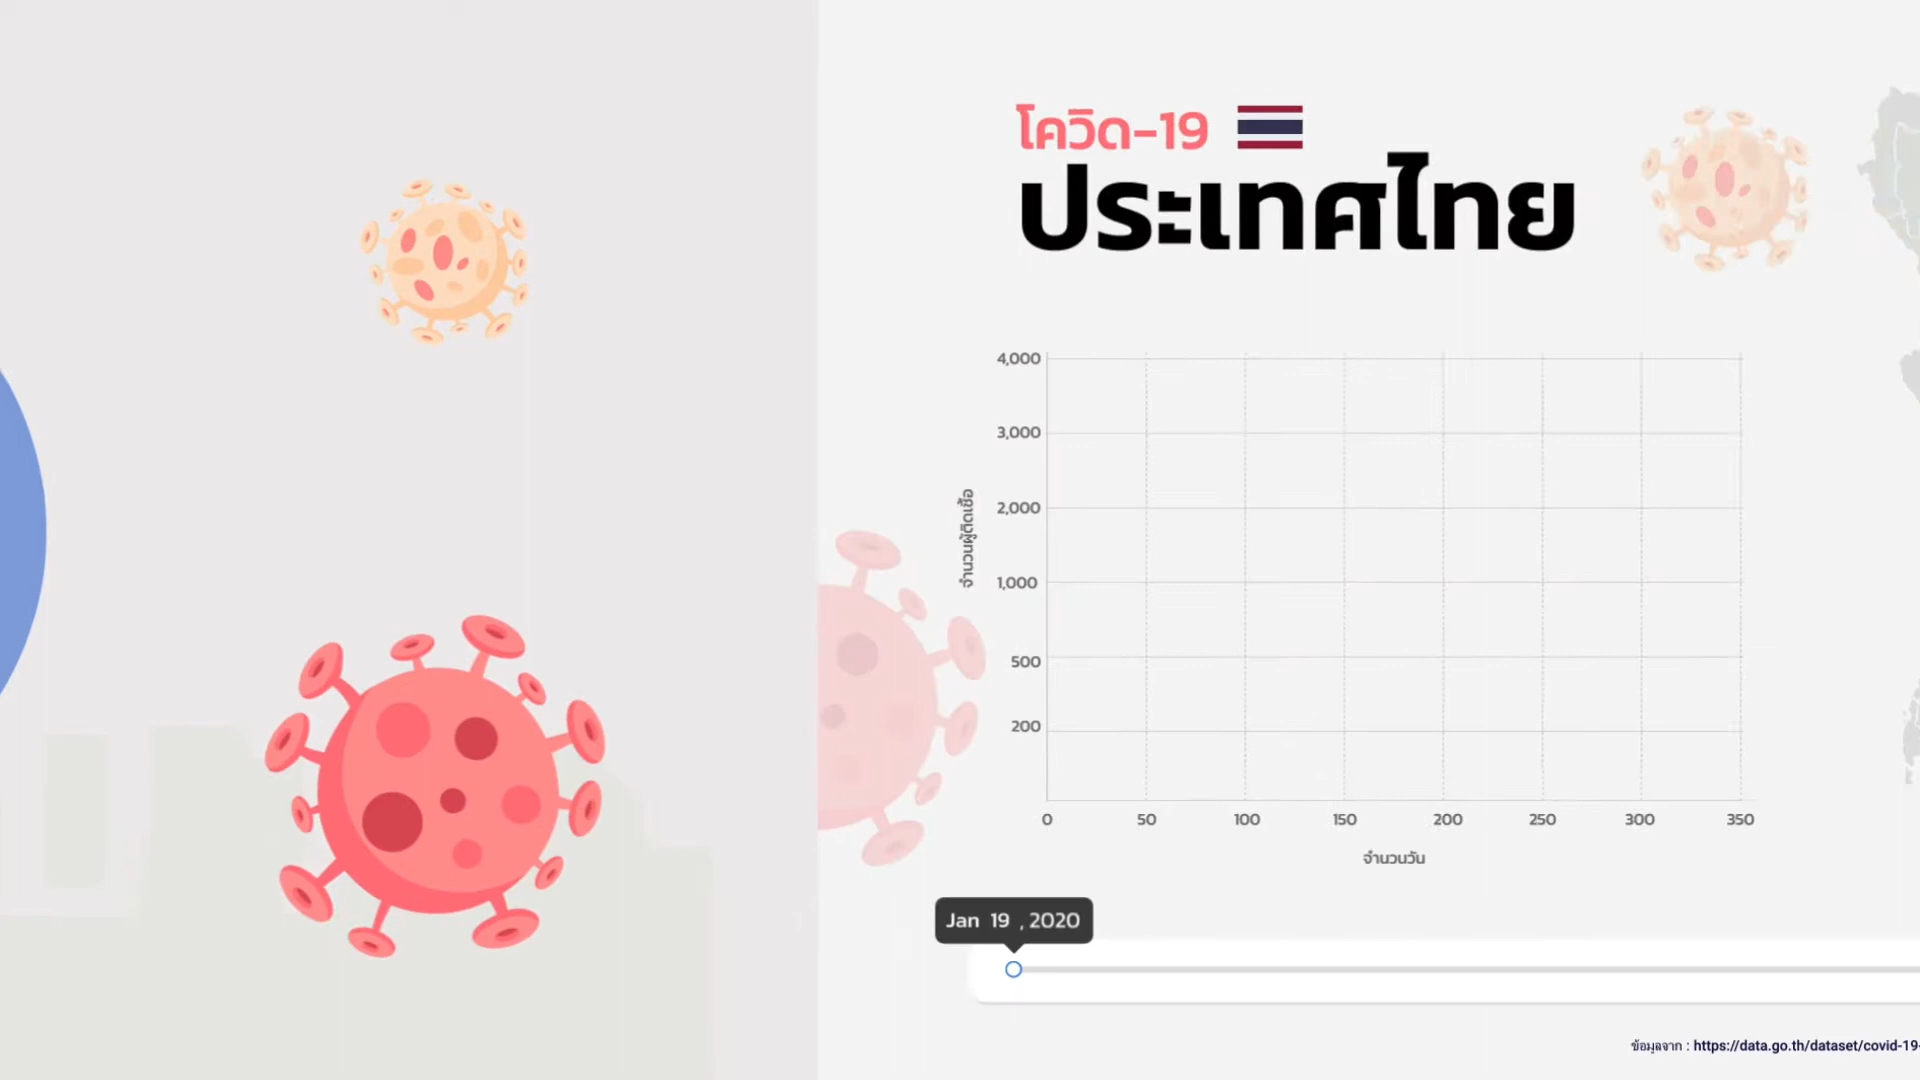 โควิด-19
ประเทศไทย
4,000
3,000
2,000
1,000
500
200
จำนวนผู้ติดเชื้อ
0 50 100 150 200 250 300 350
จำนวนวัน
Jan 19 , 2020
ข้อมูลจาก : https://data.go.th/dataset/covid-19-